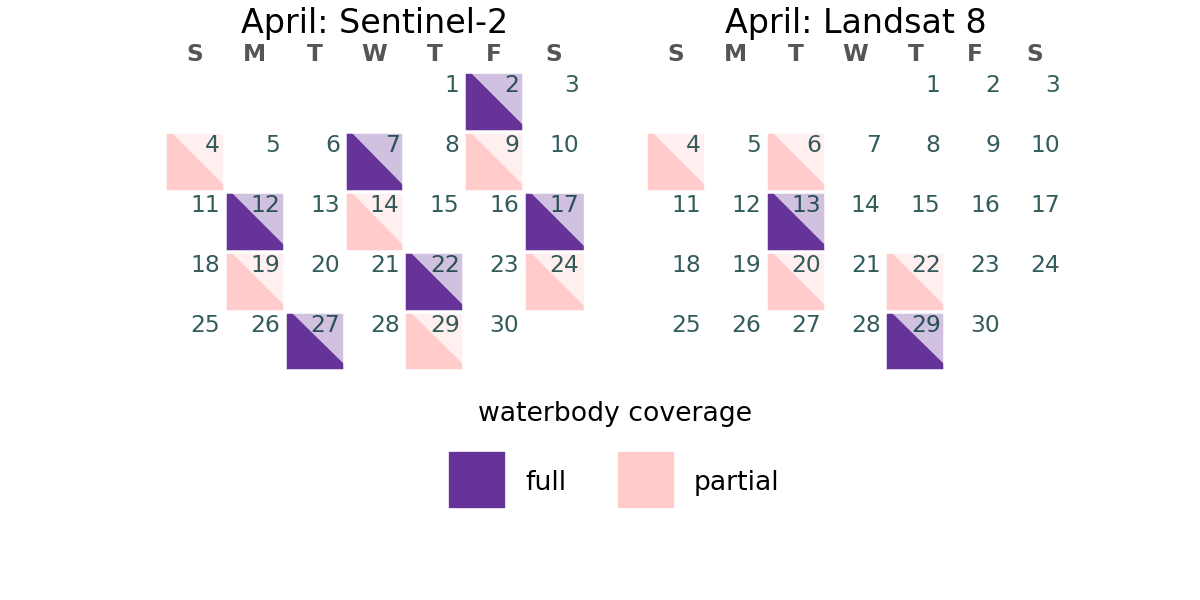 April: Sentinel-2
S M T W T F S
1 2 3
4 5 6 7 8 9 10
11 12 13 14 15 16 17
18 19 20 21 22 23 24
25 26 27 28 29 30
April: Landsat 8
S M T W T F S
1 2 3
4 5 6 7 8 9 10
11 12 13 14 15 16 17
18 19 20 21 22 23 24
25 26 27 28 29 30
waterbody coverage
full
partial